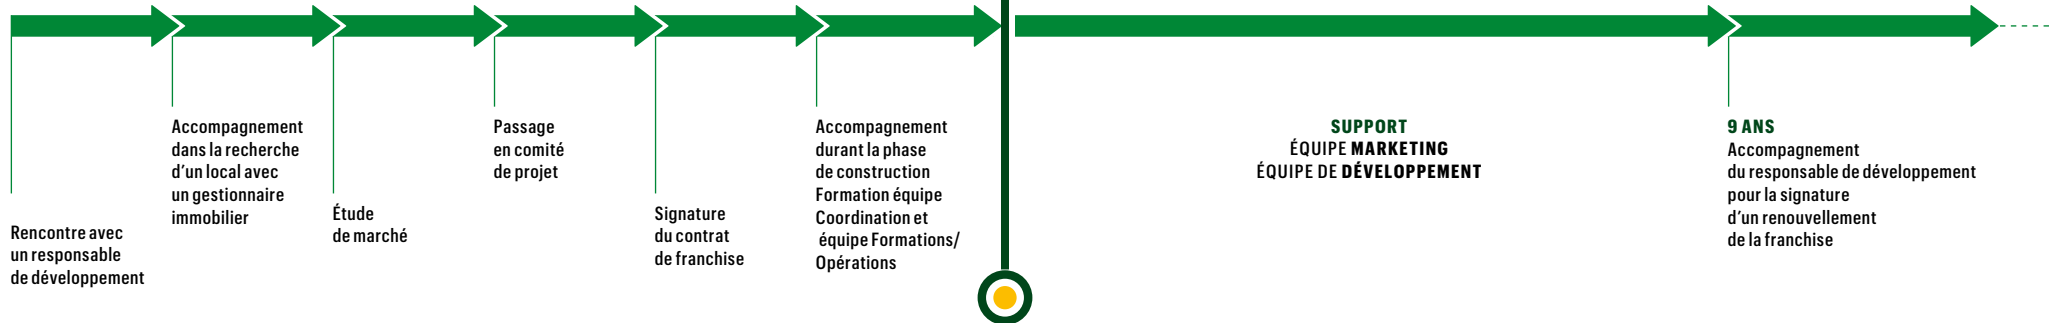 Rencontre avec
un responsable
de développement
Accompagnement
dans la recherche
d'un local avec
un gestionnaire
immobilier
Étude
de marché
Passage
en comité
de projet
Signature
du contrat
de franchise
Accompagnement
durant la phase
de construction
Formation équipe
Coordination et
équipe Formations/
Opérations
SUPPORT
ÉQUIPE MARKETING
ÉQUIPE DE DÉVELOPPEMENT
9 ANS
Accompagnement
du responsable de développement
pour la signature
d'un renouvellement
de la franchise